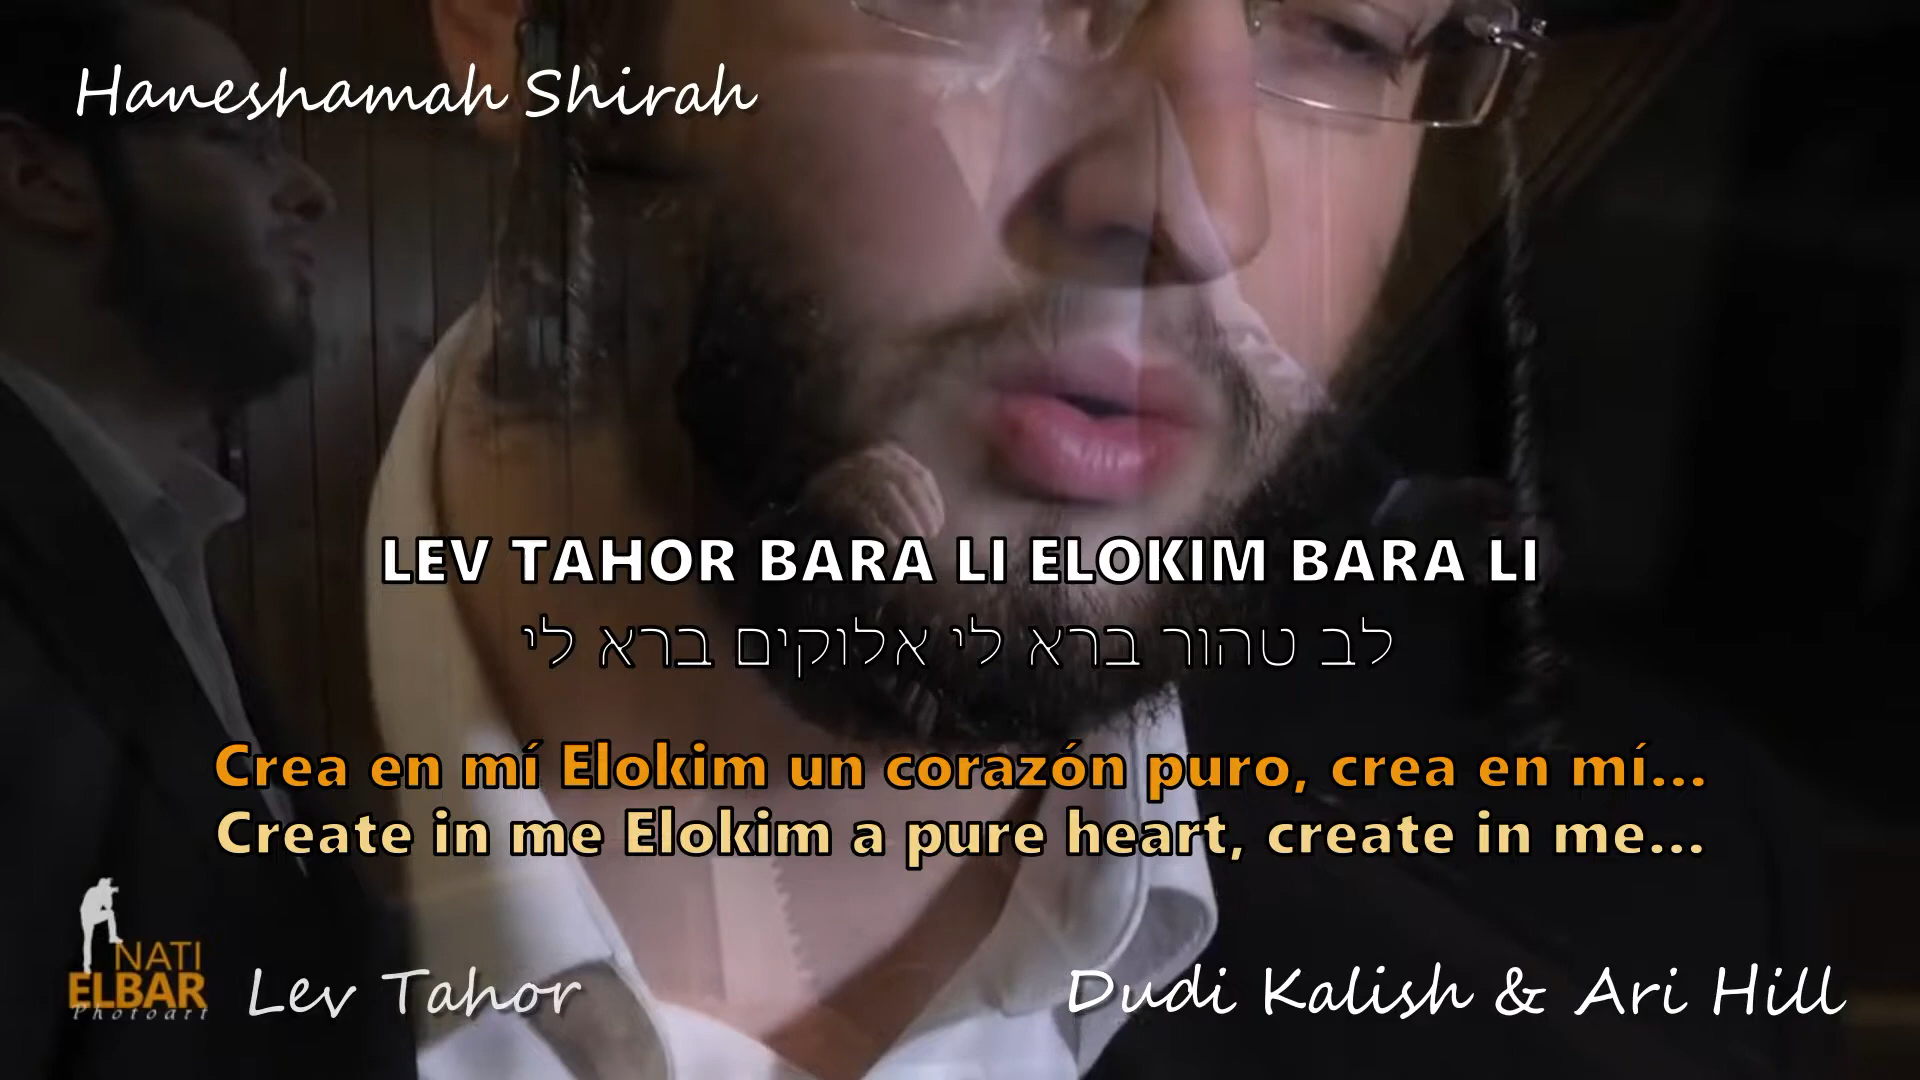 Haneshamah Shirah
LEV TAHOR BARA LI ELOKIM BARA LI
לב טהור ברא לי אלוקים ברא לי
Crea en mí Elokim un corazón puro, crea en mí...
Create in me Elokim a pure heart, create in me...
NATI
ELBAR
Photoart
Lev Tahor
Dudi Kalish & Ari Hill